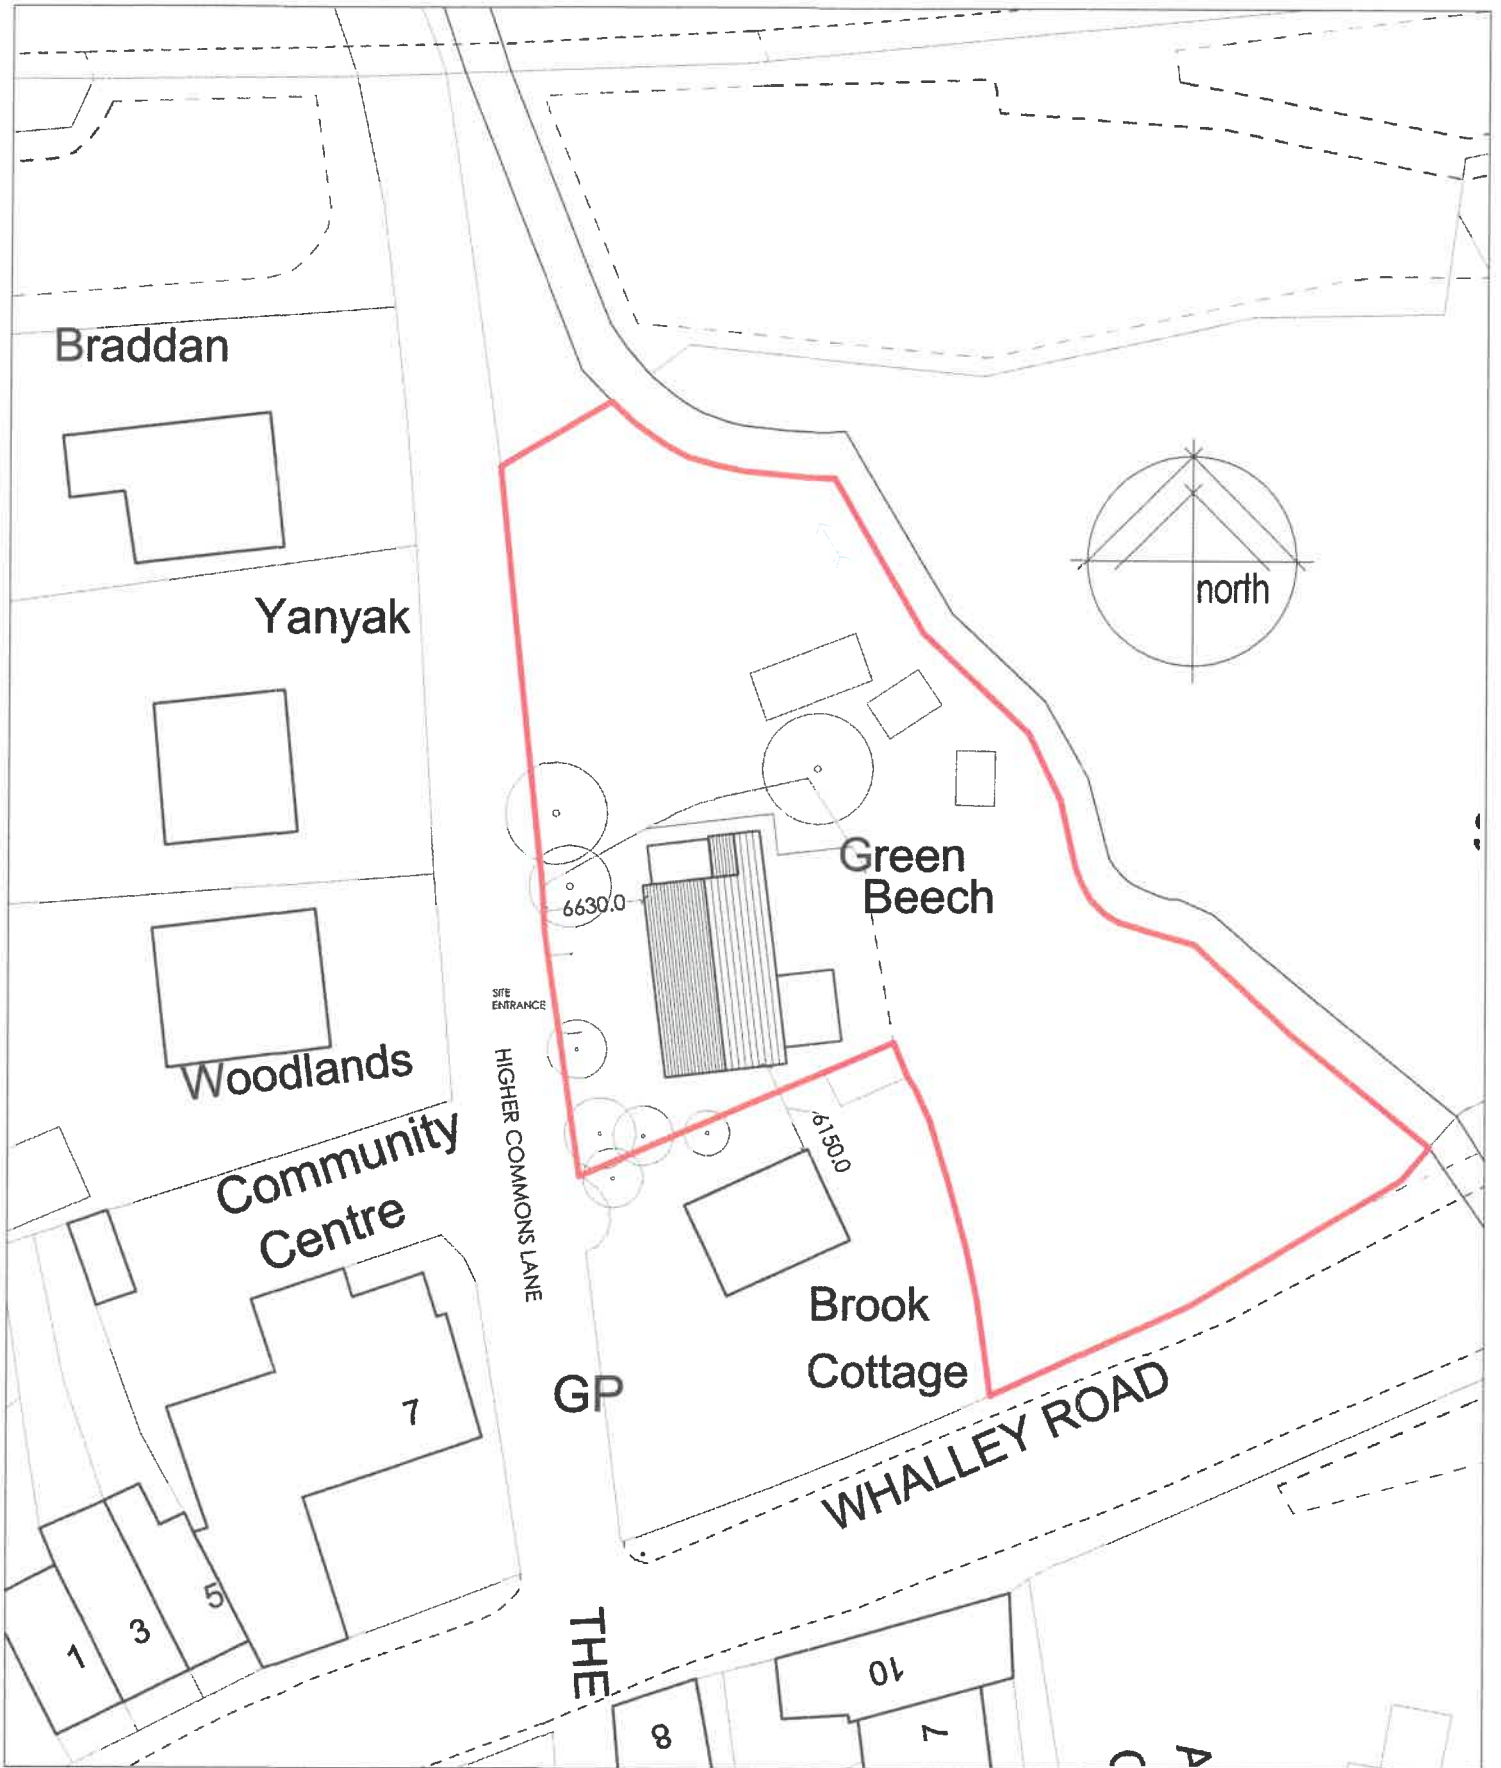 Braddan
north
Yanyak
Green
Beech
6630.0
SITE
ENTRANCE
Woodlands
HIGHER COMMONS LANE
Community
Centre
6150.0
Brook
Cottage
GP
7
WHALLEY ROAD
5
3
1
THE
10
8
7